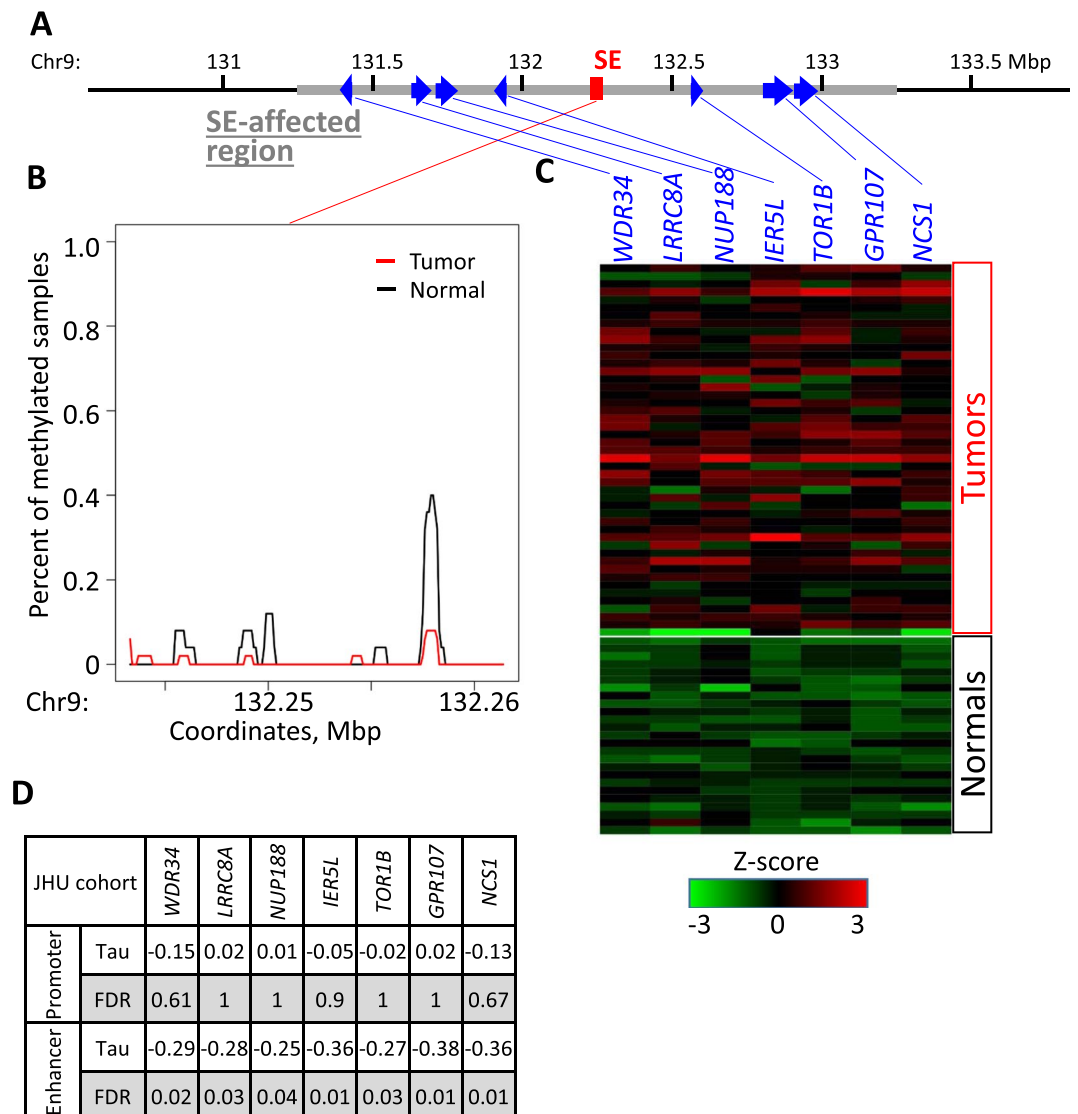 A
Chr9:
131
131.5
132
SE
132.5
133
133.5 Mbp
SE-affected
region
B
1.0
0.8
0.6
0.4
0.2
0
Percent of methylated samples
Tumor
Normal
Chr9:
132.25
132.26
Coordinates, Mbp
C
WDR34
LRRC8A
NUP188
IER5L
TOR1B
GPR107
NCS1
Tumors
Normals
Z-score
-3 0 3
D
JHU cohort WDR34 LRRC8A NUP188 IER5L TOR1B GPR107 NCS1
Promoter
Tau -0.15 0.02 0.01 -0.05 -0.02 0.02 -0.13
FDR 0.61 1 1 0.9 1 1 0.67
Enhancer
Tau -0.29 -0.28 -0.25 -0.36 -0.27 -0.38 -0.36
FDR 0.02 0.03 0.04 0.01 0.03 0.01 0.01